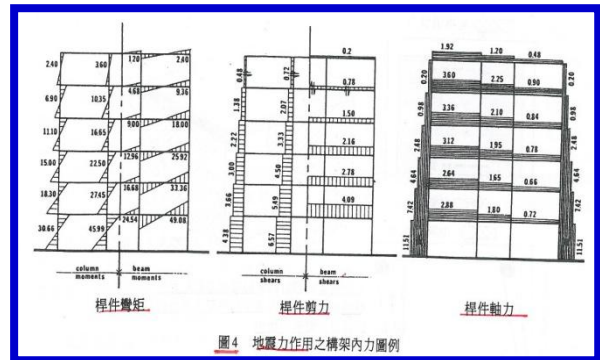 2.40 3.60 1.20 2.40
6.90 10.35 4.68 9.36
11.10 16.65 9.00 18.00
15.00 22.50 12.96 25.92
18.30 27.45 16.68 33.36
30.66 45.99 24.54 49.08
column moments
beam moments
桿件彎矩
0.48 0.72 0.2
1.38 2.07 0.78
2.22 3.33 1.50
3.00 4.50 2.16
3.66 5.49 2.78
4.38 6.57 4.09
column shears
beam shears
桿件剪力
1.92 1.20 0.48
0.20 3.60 2.25 0.90 0.20
0.98 3.36 2.10 0.84 0.98
2.48 3.12 1.95 0.78 2.48
4.64 2.64 1.65 0.66 4.64
7.42 2.88 1.80 0.72 7.42
11.51 11.51
桿件軸力
圖4 地震力作用之構架內力圖例